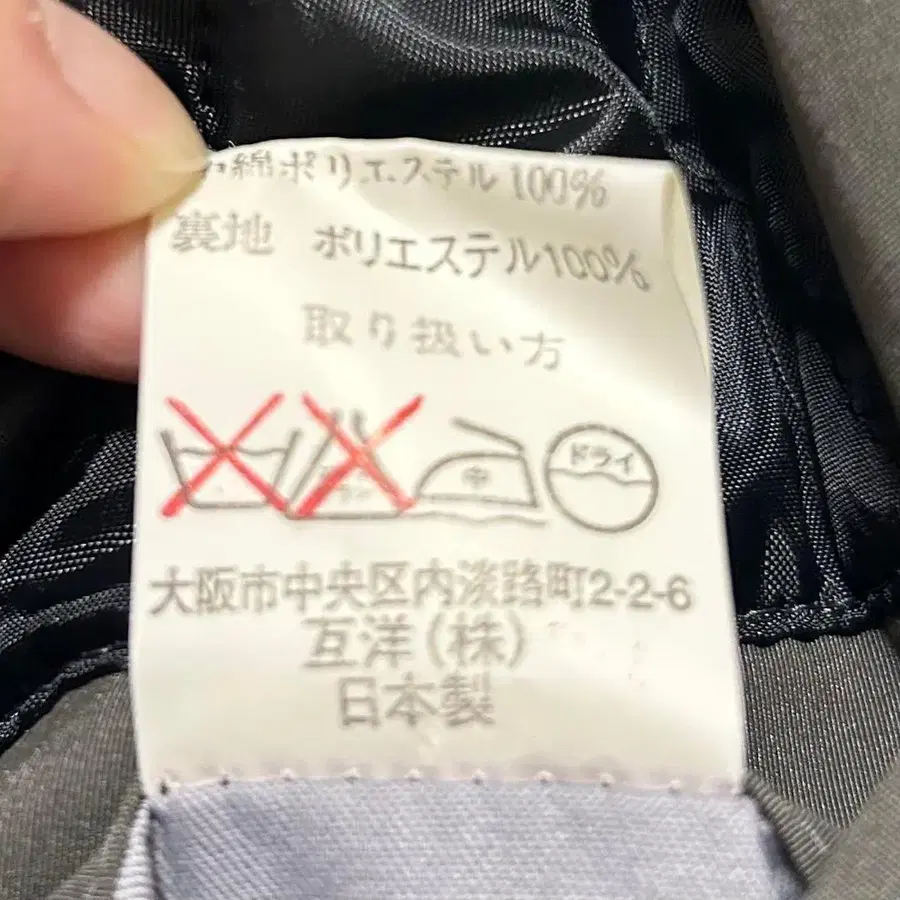 綿ポリエステル100%
裏地 ポリエステル100%
取り扱い方
中 ドライ
大阪市中央区内淡路町2-2-6
互洋(株)
日本製